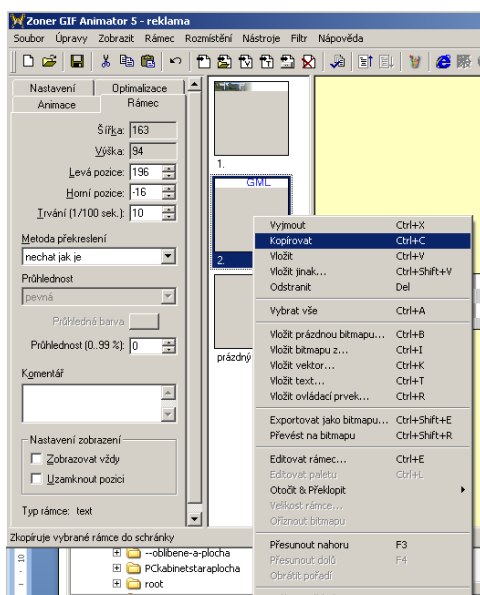 Zoner GIF Animator 5 - reklama
Soubor Úpravy Zobrazit Rámec Rozmístění Nástroje Filtr Nápověda
Nastavení Optimalizace
Animace Rámec
Šířka: 163
Výška: 94
Levá pozice: 196
Horní pozice: -16
Trvání (1/100 sek.): 10
Metoda překreslení
nechat jak je
Průhlednost
pevná
Průhledná barva
Průhlednost (0..99 %): 0
Komentář
Nastavení zobrazení
Zobrazovat vždy
Uzamknout pozici
Typ rámce: text
1.
GML
2.
prázdný
Vyjmout Ctrl+X
Kopírovat Ctrl+C
Vložit Ctrl+V
Vložit jinak... Ctrl+Shift+V
Odstranit Del
Vybrat vše Ctrl+A
Vložit prázdnou bitmapu... Ctrl+B
Vložit bitmapu z... Ctrl+I
Vložit vektor... Ctrl+K
Vložit text... Ctrl+T
Vložit ovládací prvek... Ctrl+R
Exportovat jako bitmapu... Ctrl+Shift+E
Převést na bitmapu Ctrl+Shift+R
Editovat rámec... Ctrl+E
Editovat paletu Ctrl+L
Otočit & Překlopit
Velikost rámce...
Oříznout bitmapu
Přesunout nahoru F3
Přesunout dolů F4
Obrátit pořadí
Zkopíruje vybrané rámce do schránky
--oblibene-a-plocha
PCkabinetstaraplocha
root
10